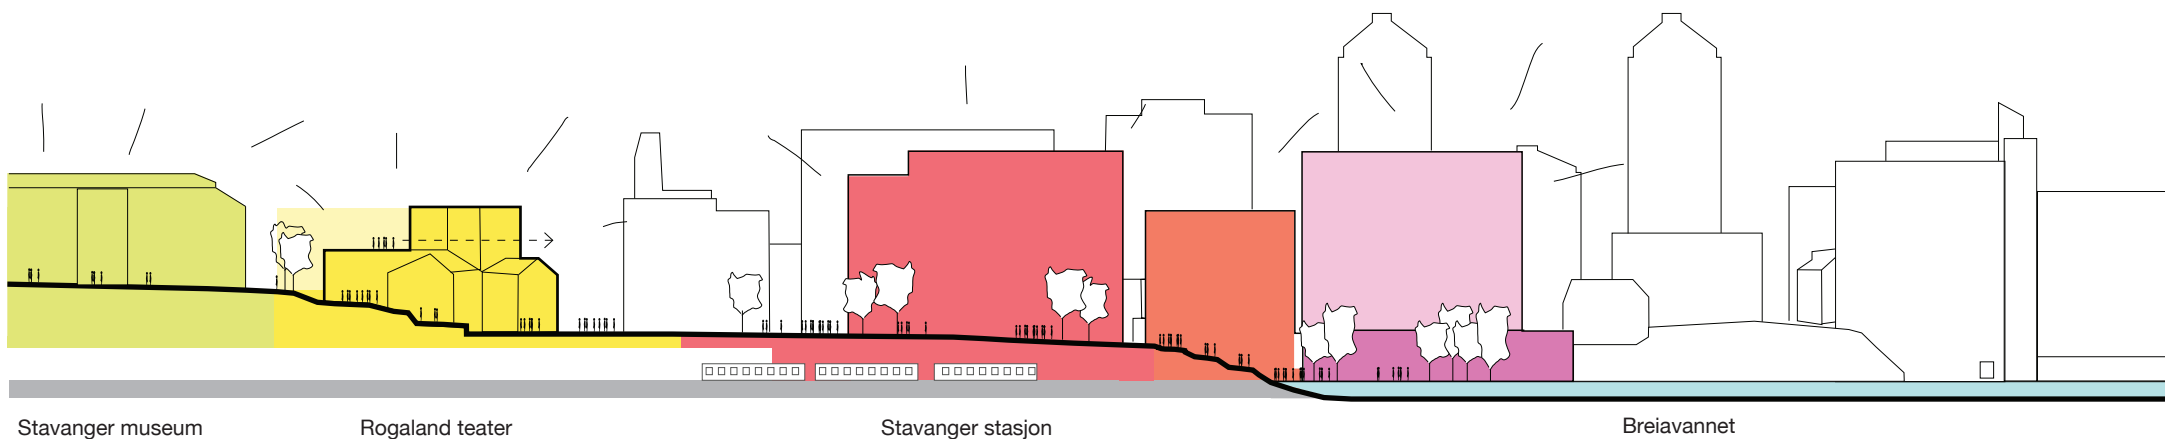 Stavanger museum
Rogaland teater
Stavanger stasjon
Breiavannet